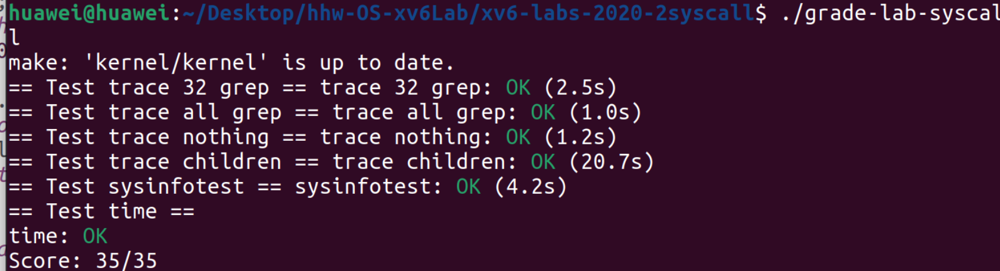 huawei@huawei:~/Desktop/hhw-OS-xv6Lab/xv6-labs-2020-2syscall$ ./grade-lab-syscal
l
make: 'kernel/kernel' is up to date.
== Test trace 32 grep == trace 32 grep: OK (2.5s)
== Test trace all grep == trace all grep: OK (1.0s)
== Test trace nothing == trace nothing: OK (1.2s)
== Test trace children == trace children: OK (20.7s)
== Test sysinfotest == sysinfotest: OK (4.2s)
== Test time ==
time: OK
Score: 35/35